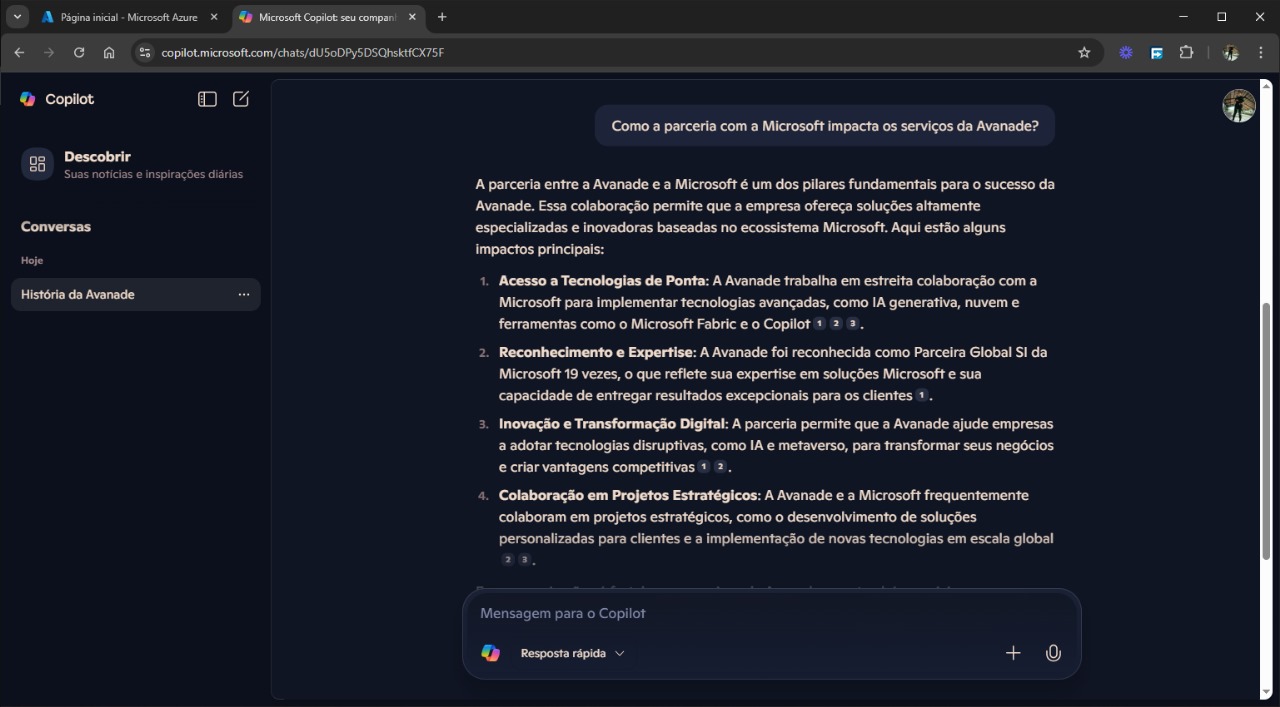 Página inicial - Microsoft Azure
Microsoft Copilot: seu compan
copilot.microsoft.com/chats/dU5oDPy5DSQhsktfCX75F
Copilot
Descobrir
Suas notícias e inspirações diárias
Conversas
Hoje
História da Avanade
Como a parceria com a Microsoft impacta os serviços da Avanade?
A parceria entre a Avanade e a Microsoft é um dos pilares fundamentais para o sucesso da
Avanade. Essa colaboração permite que a empresa ofereça soluções altamente
especializadas e inovadoras baseadas no ecossistema Microsoft. Aqui estão alguns
impactos principais:
1. Acesso a Tecnologias de Ponta: A Avanade trabalha em estreita colaboração com a
Microsoft para implementar tecnologias avançadas, como IA generativa, nuvem e
ferramentas como o Microsoft Fabric e o Copilot 1 2 3 .
2. Reconhecimento e Expertise: A Avanade foi reconhecida como Parceira Global SI da
Microsoft 19 vezes, o que reflete sua expertise em soluções Microsoft e sua
capacidade de entregar resultados excepcionais para os clientes 1 .
3. Inovação e Transformação Digital: A parceria permite que a Avanade ajude empresas
a adotar tecnologias disruptivas, como IA e metaverso, para transformar seus negócios
e criar vantagens competitivas 1 2 .
4. Colaboração em Projetos Estratégicos: A Avanade e a Microsoft frequentemente
colaboram em projetos estratégicos, como o desenvolvimento de soluções
personalizadas para clientes e a implementação de novas tecnologias em escala global
2 3 .
Mensagem para o Copilot
Resposta rápida